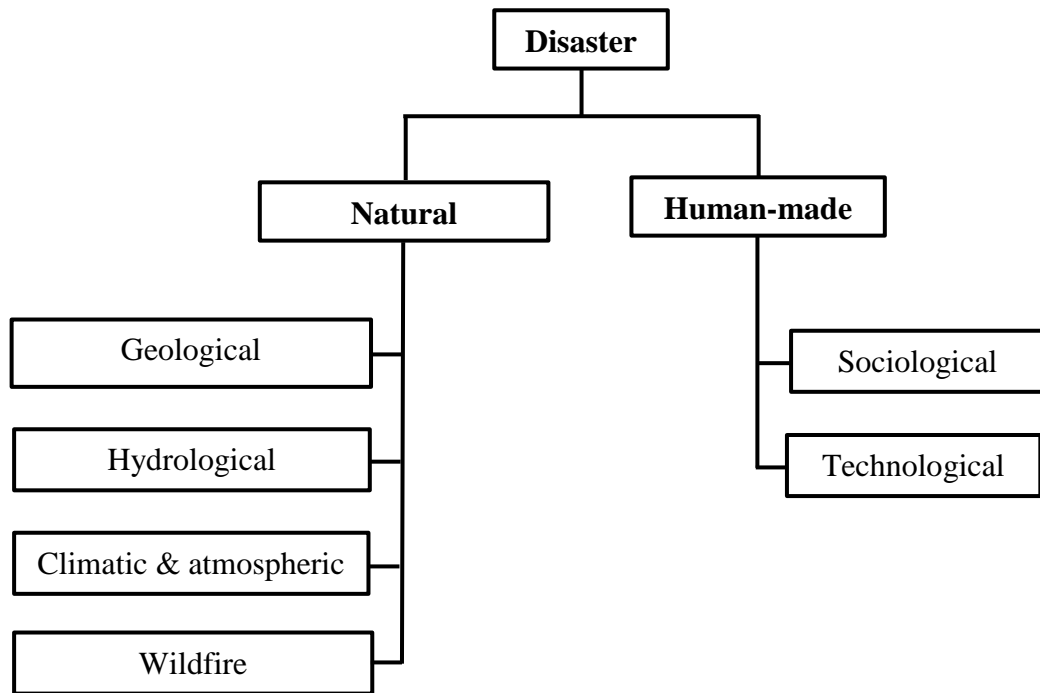 Disaster
Natural
Human-made
Geological
Hydrological
Climatic & atmospheric
Wildfire
Sociological
Technological